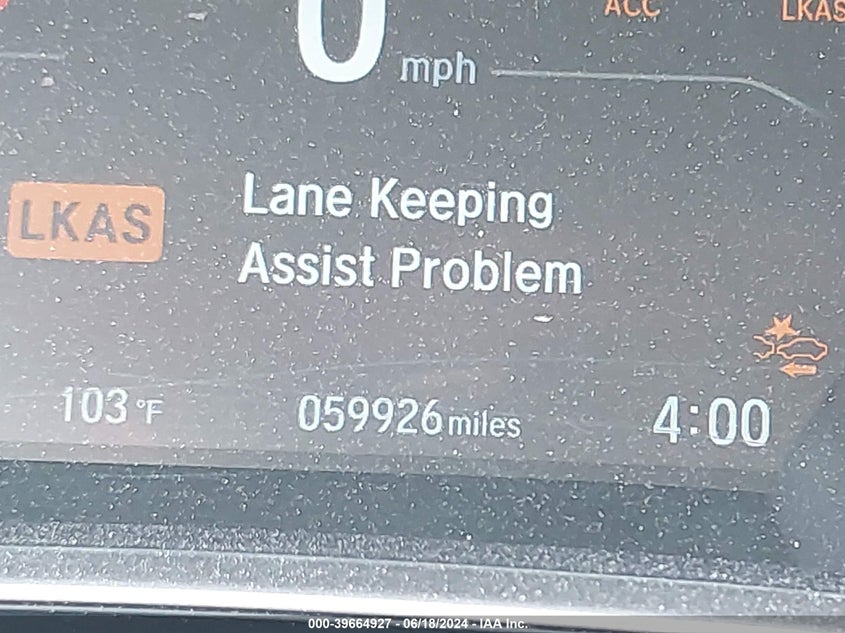 ACC LKAS
0 mph
LKAS
Lane Keeping
Assist Problem
103 °F 059926 miles 4:00
000-39664927 - 06/18/2024 - IAA Inc.